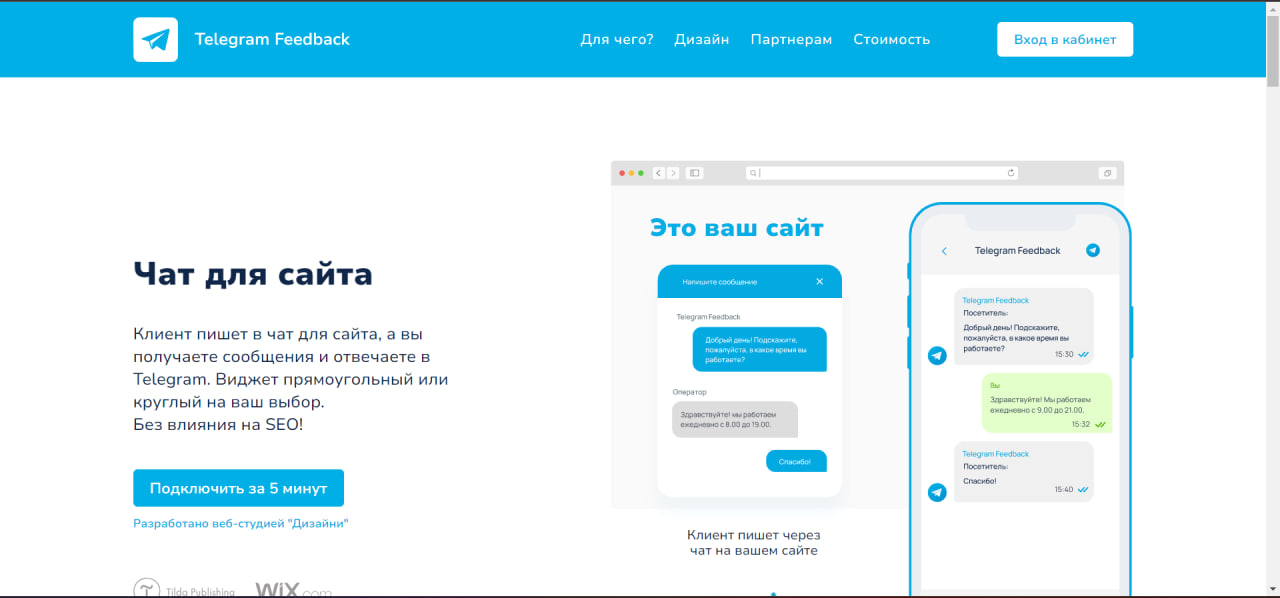 Telegram Feedback
Для чего? Дизайн Партнерам Стоимость
Вход в кабинет
Чат для сайта
Клиент пишет в чат для сайта, а вы
получаете сообщения и отвечаете в
Telegram. Виджет прямоугольный или
круглый на ваш выбор.
Без влияния на SEO!
Подключить за 5 минут
Разработано веб-студией "Дизайни"
Tilda Publishing
WiX.com
Это ваш сайт
Напишите сообщение
Telegram Feedback
Добрый день! Подскажите,
пожалуйста, в какое время вы
работаете?
Оператор
Здравствуйте! мы работаем
ежедневно с 8.00 до 19.00.
Спасибо!
Клиент пишет через
чат на вашем сайте
Telegram Feedback
Telegram Feedback
Посетитель:
Добрый день! Подскажите,
пожалуйста, в какое время вы
работаете?
15:30
Вы
Здравствуйте! Мы работаем
ежедневно с 9.00 до 21.00.
15:32
Telegram Feedback
Посетитель:
Спасибо!
15:40